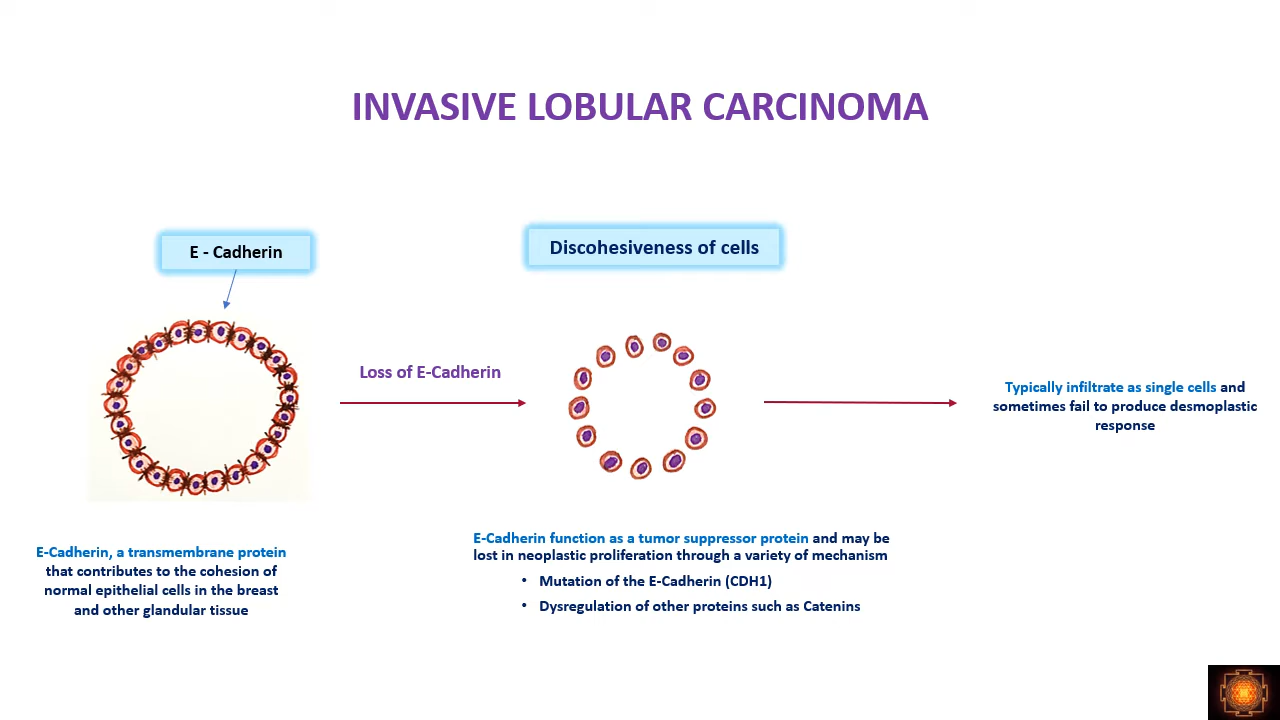 INVASIVE LOBULAR CARCINOMA
E - Cadherin
Discohesiveness of cells
Loss of E-Cadherin
Typically infiltrate as single cells and
sometimes fail to produce desmoplastic
response
E-Cadherin, a transmembrane protein
that contributes to the cohesion of
normal epithelial cells in the breast
and other glandular tissue
E-Cadherin function as a tumor suppressor protein and may be
lost in neoplastic proliferation through a variety of mechanism
• Mutation of the E-Cadherin (CDH1)
• Dysregulation of other proteins such as Catenins